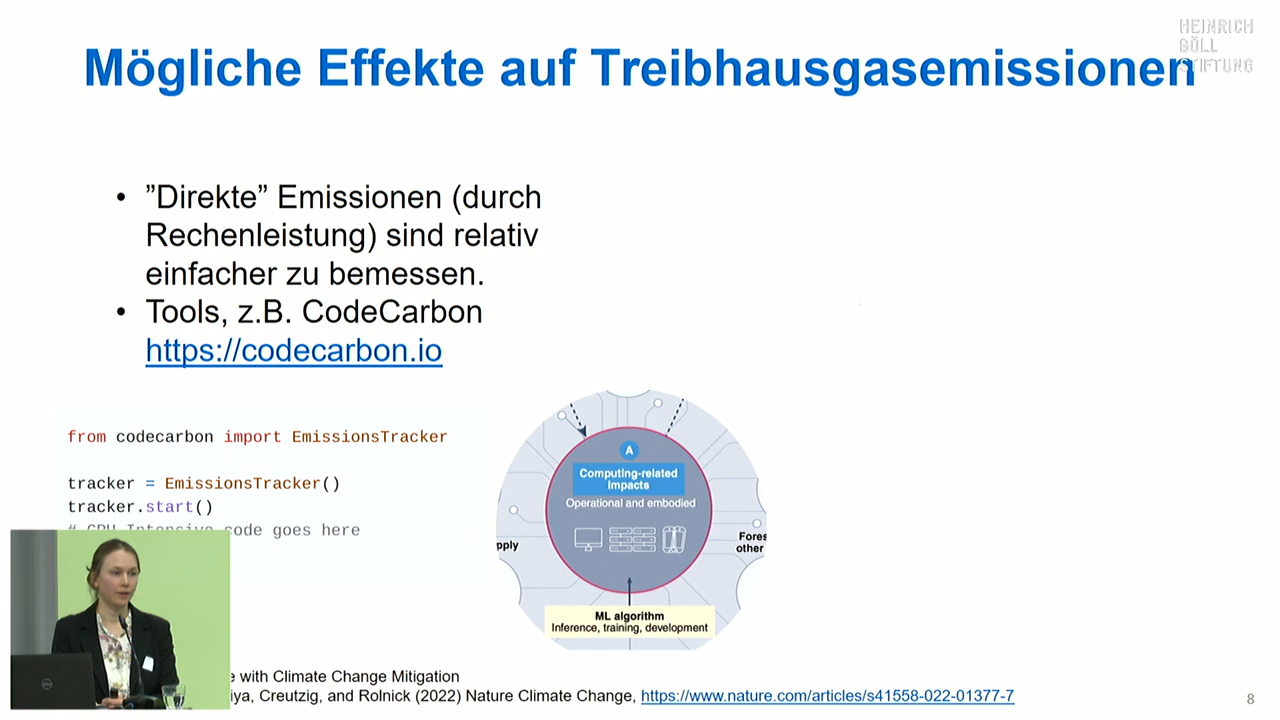 HEINRICH
BÖLL
STIFTUNG
Mögliche Effekte auf Treibhausgasemissionen
• ”Direkte” Emissionen (durch
Rechenleistung) sind relativ
einfacher zu bemessen.
• Tools, z.B. CodeCarbon
https://codecarbon.io
from codecarbon import EmissionsTracker
tracker = EmissionsTracker()
tracker.start()
# CPU Intensive code goes here
A
Computing-related
impacts
Operational and embodied
pply
Fores
other
ML algorithm
Inference, training, development
e with Climate Change Mitigation
iya, Creutzig, and Rolnick (2022) Nature Climate Change, https://www.nature.com/articles/s41558-022-01377-7
8